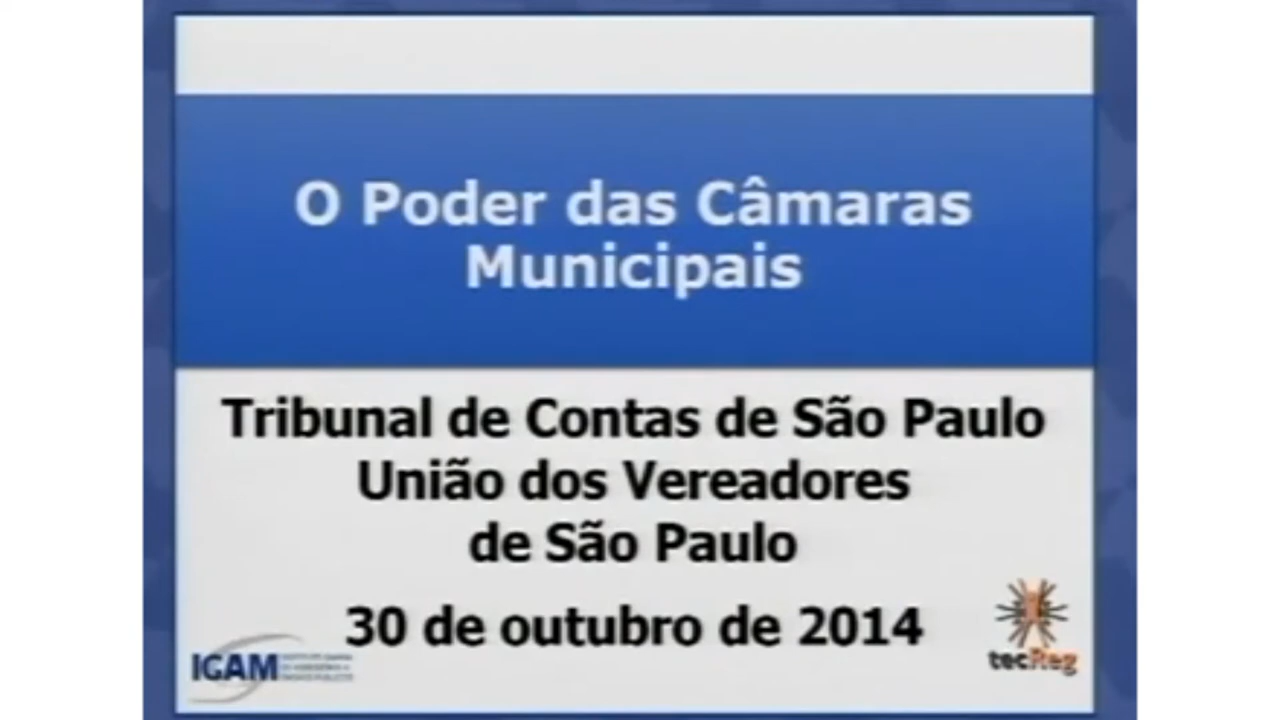 O Poder das Câmaras
Municipais
Tribunal de Contas de São Paulo
União dos Vereadores
de São Paulo
30 de outubro de 2014
IGAM
tecReg